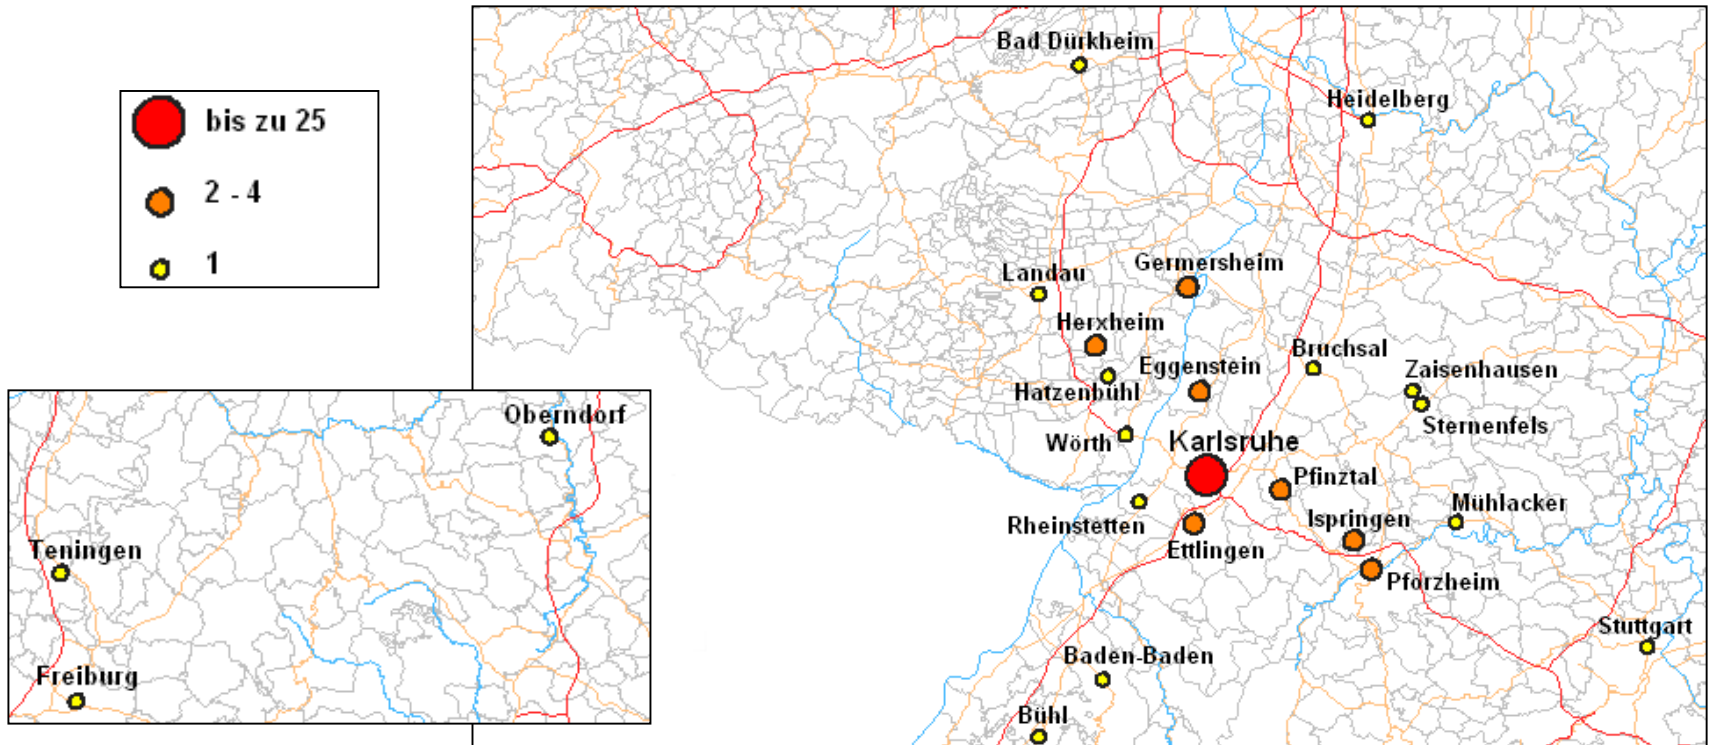 bis zu 25
2 - 4
1
Bad Dürkheim
Heidelberg
Landau
Germersheim
Herxheim
Hatzenbühl
Eggenstein
Bruchsal
Zaisenhausen
Sternenfels
Wörth
Karlsruhe
Pfinztal
Rheinstetten
Ettlingen
Ispringen
Mühlacker
Pforzheim
Stuttgart
Baden-Baden
Bühl
Oberndorf
Teningen
Freiburg